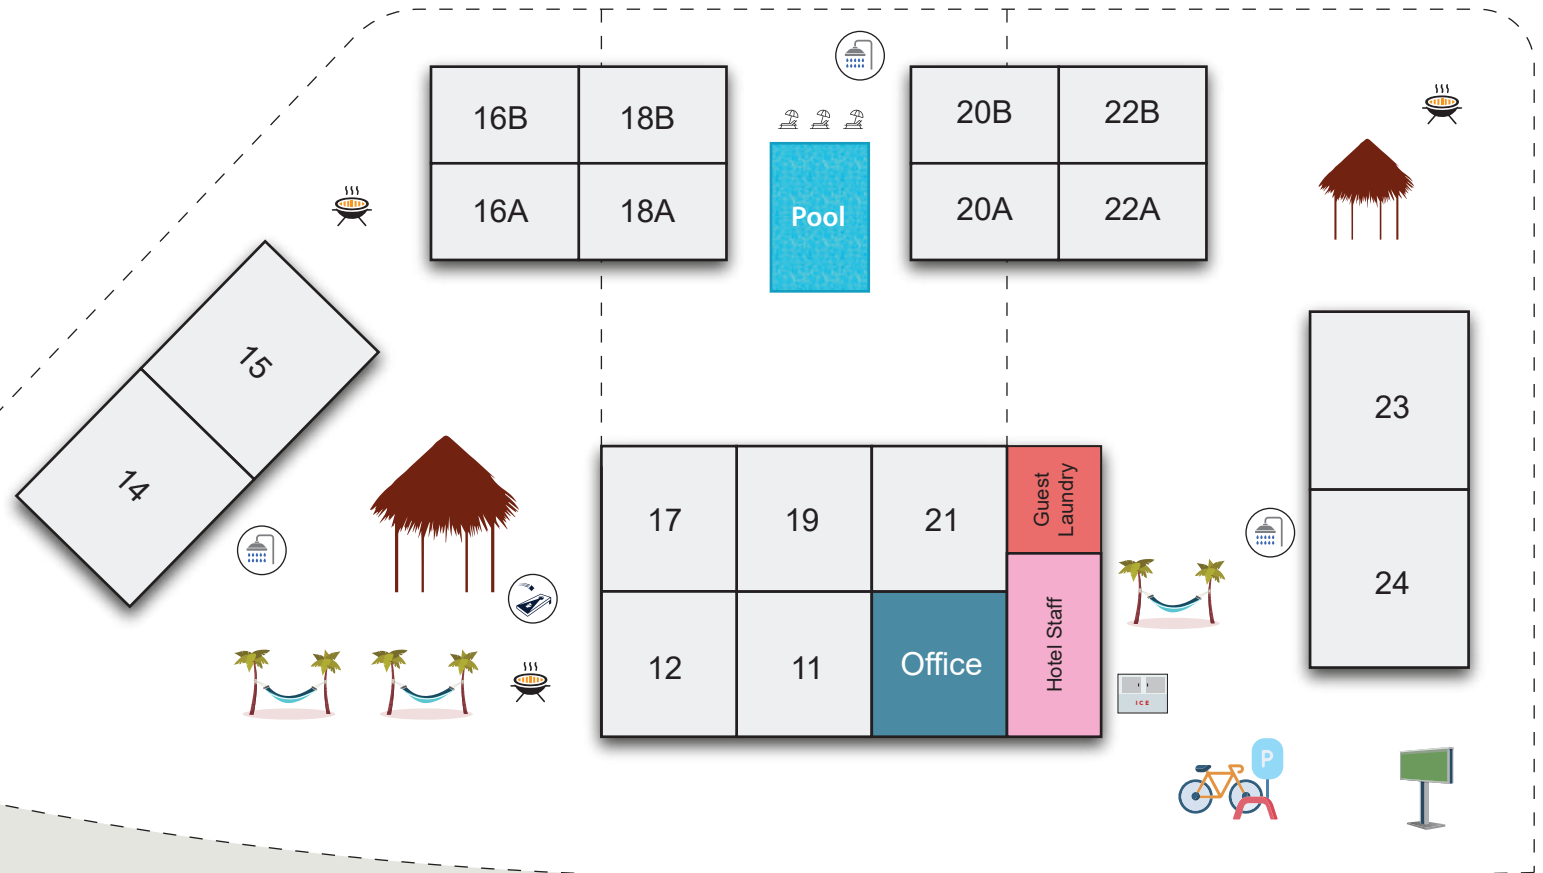 16B
18B
16A
18A
Pool
20B
22B
20A
22A
15
14
23
24
17
19
21
Guest
Laundry
12
11
Office
Hotel Staff
ICE
P